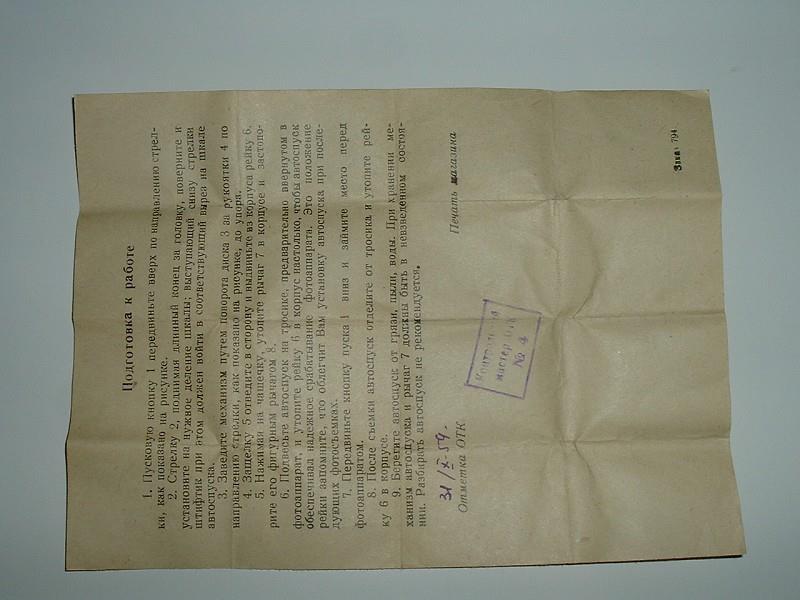 Подготовка к работе
1. Пусковую кнопку 1 передвиньте вверх по направлению стрел-
ки, как показано на рисунке.
2. Стрелку 2, поднимая длинный конец за головку, поверните и
установите на нужное деление шкалы; выступающий снизу стрелки
штифтик при этом должен войти в соответствующий вырез на шкале
автоспуска.
3. Заведите механизм путем поворота диска 3 за рукоятки 4 по
направлению стрелки, как показано на рисунке, до упора.
4. Защелку 5 отведите в сторону и выдвиньте из корпуса рейку 6.
5. Нажимая на чашечку, утопите рычаг 7 в корпусе и застопо-
рите его фигурным рычагом 8.
6. Подвесьте автоспуск на тросике, предварительно ввернутом в
фотоаппарат, и утопите рейку 6 в корпус настолько, чтобы автоспуск
обеспечивал надежное срабатывание фотоаппарата. Это положение
рейки запомните, что облегчит Вам установку автоспуска при после-
дующих фотосъемках.
7. Передвиньте кнопку пуска 1 вниз и займите место перед
фотоаппаратом.
8. После съемки автоспуск отделите от тросика и утопите рей-
ку 6 в корпусе.
9. Берегите автоспуск от грязи, пыли, воды. При хранении ме-
ханизм автоспуска и рычаг 7 должны быть в невзведенном состоя-
нии. Разбирать автоспуск не рекомендуется.
31/X-59.
Отметка ОТК
Контрольный
мастер ОТК
№ 4
Печать магазина
Заказ 794